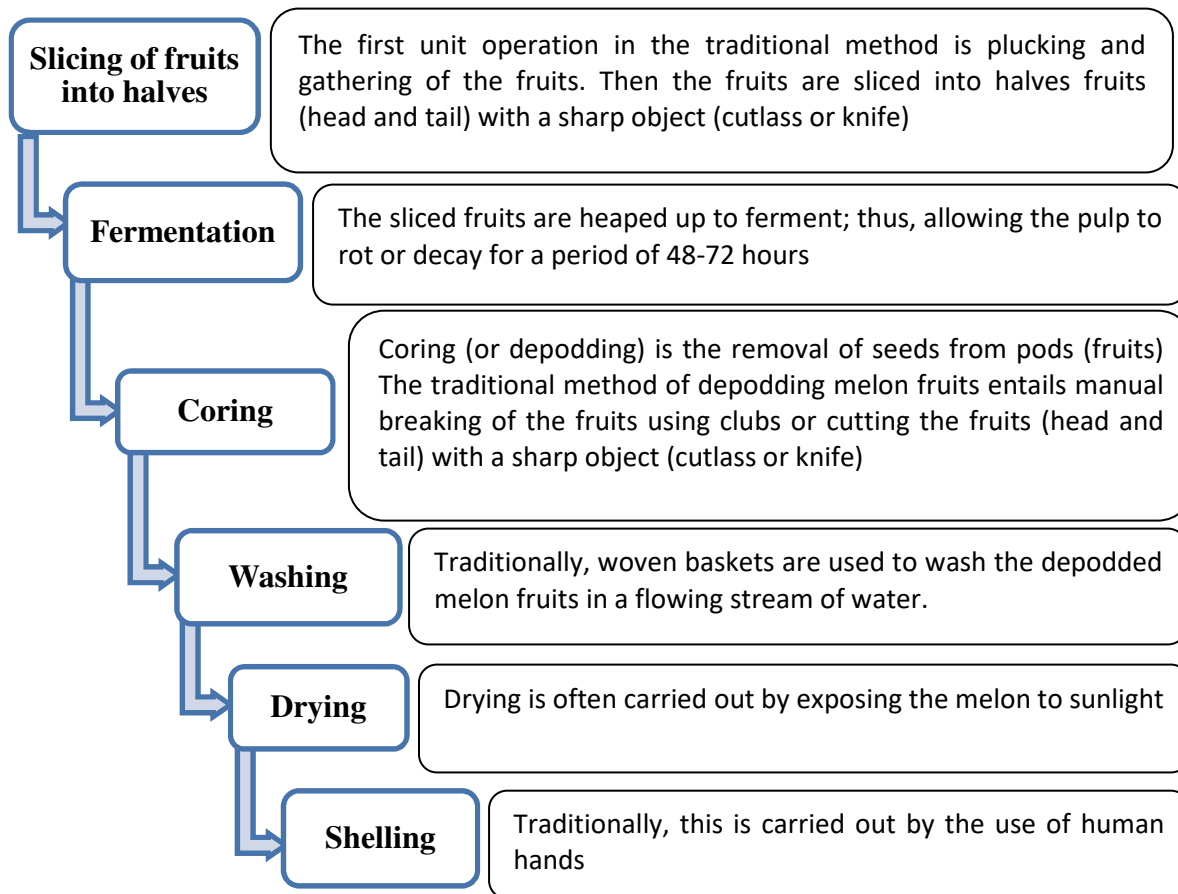 Slicing of fruits
into halves
The first unit operation in the traditional method is plucking and
gathering of the fruits. Then the fruits are sliced into halves fruits
(head and tail) with a sharp object (cutlass or knife)
Fermentation
The sliced fruits are heaped up to ferment; thus, allowing the pulp to
rot or decay for a period of 48-72 hours
Coring
Coring (or depodding) is the removal of seeds from pods (fruits)
The traditional method of depodding melon fruits entails manual
breaking of the fruits using clubs or cutting the fruits (head and
tail) with a sharp object (cutlass or knife)
Washing
Traditionally, woven baskets are used to wash the depodded
melon fruits in a flowing stream of water.
Drying
Drying is often carried out by exposing the melon to sunlight
Shelling
Traditionally, this is carried out by the use of human
hands